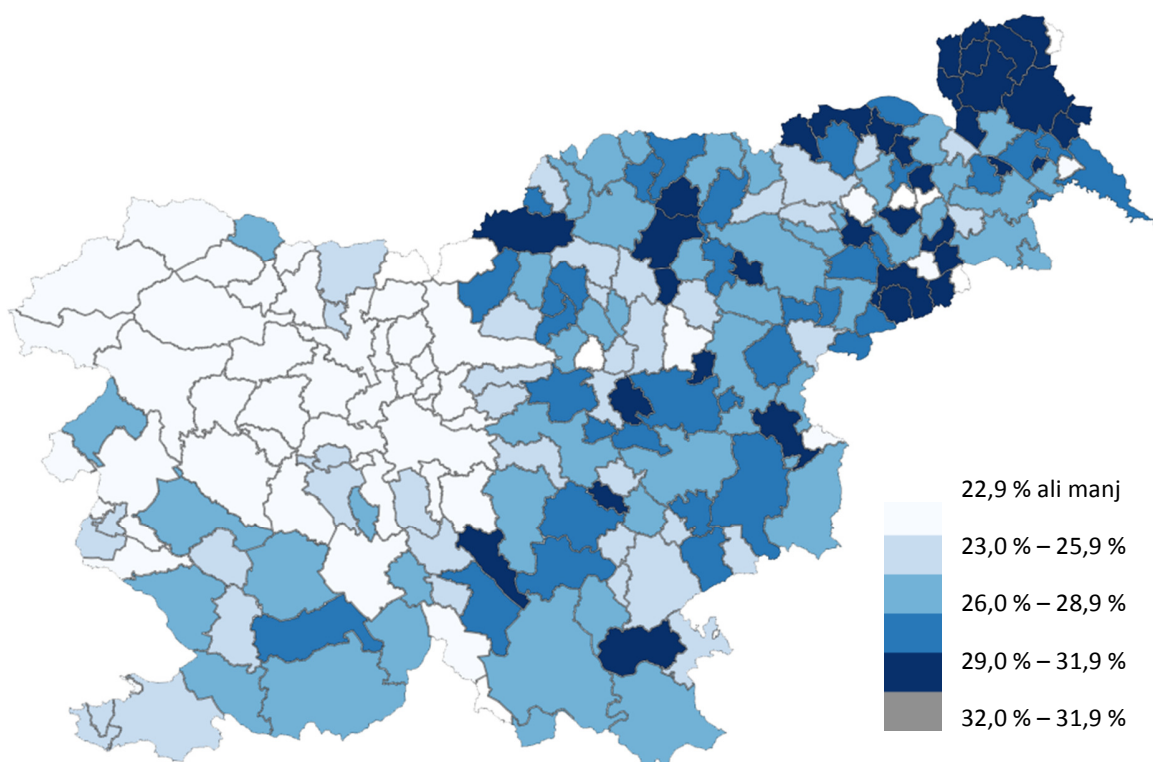 22,9 % ali manj
23,0 % – 25,9 %
26,0 % – 28,9 %
29,0 % – 31,9 %
32,0 % – 31,9 %